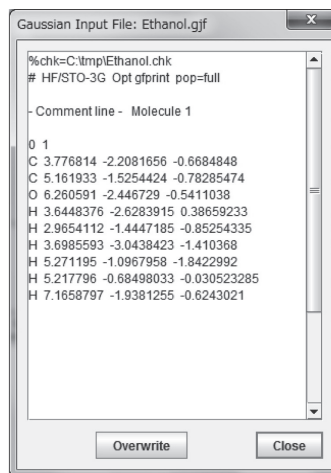 Gaussian Input File: Ethanol.gjf
x
%chk=C:\tmp\Ethanol.chk
# HF/STO-3G Opt gfprint pop=full
- Comment line - Molecule 1
0 1
C 3.776814 -2.2081656 -0.6684848
C 5.161933 -1.5254424 -0.78285474
O 6.260591 -2.446729 -0.5411038
H 3.6448376 -2.6283915 0.38659233
H 2.9654112 -1.4447185 -0.85254335
H 3.6985593 -3.0438423 -1.410368
H 5.271195 -1.0967958 -1.8422992
H 5.217796 -0.68498033 -0.030523285
H 7.1658797 -1.9381255 -0.6243021
Overwrite Close